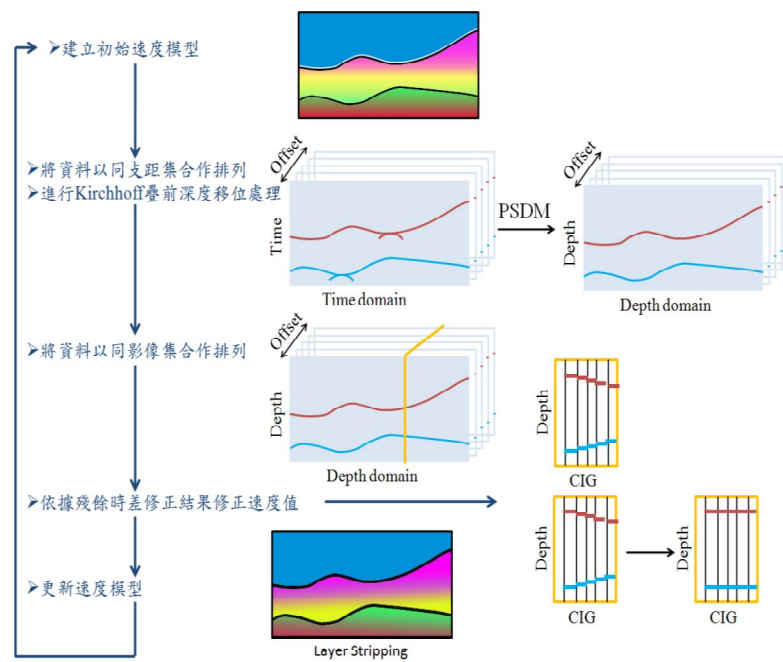 ➢建立初始速度模型
➢將資料以同支距集合作排列
➢進行Kirchhoff疊前深度移位處理
Offset
Time
Time domain
PSDM
Offset
Depth
Depth domain
➢將資料以同影像集合作排列
Offset
Depth
Depth domain
Depth
CIG
➢依據殘餘時差修正結果修正速度值
Depth
CIG
Depth
CIG
➢更新速度模型
Layer Stripping